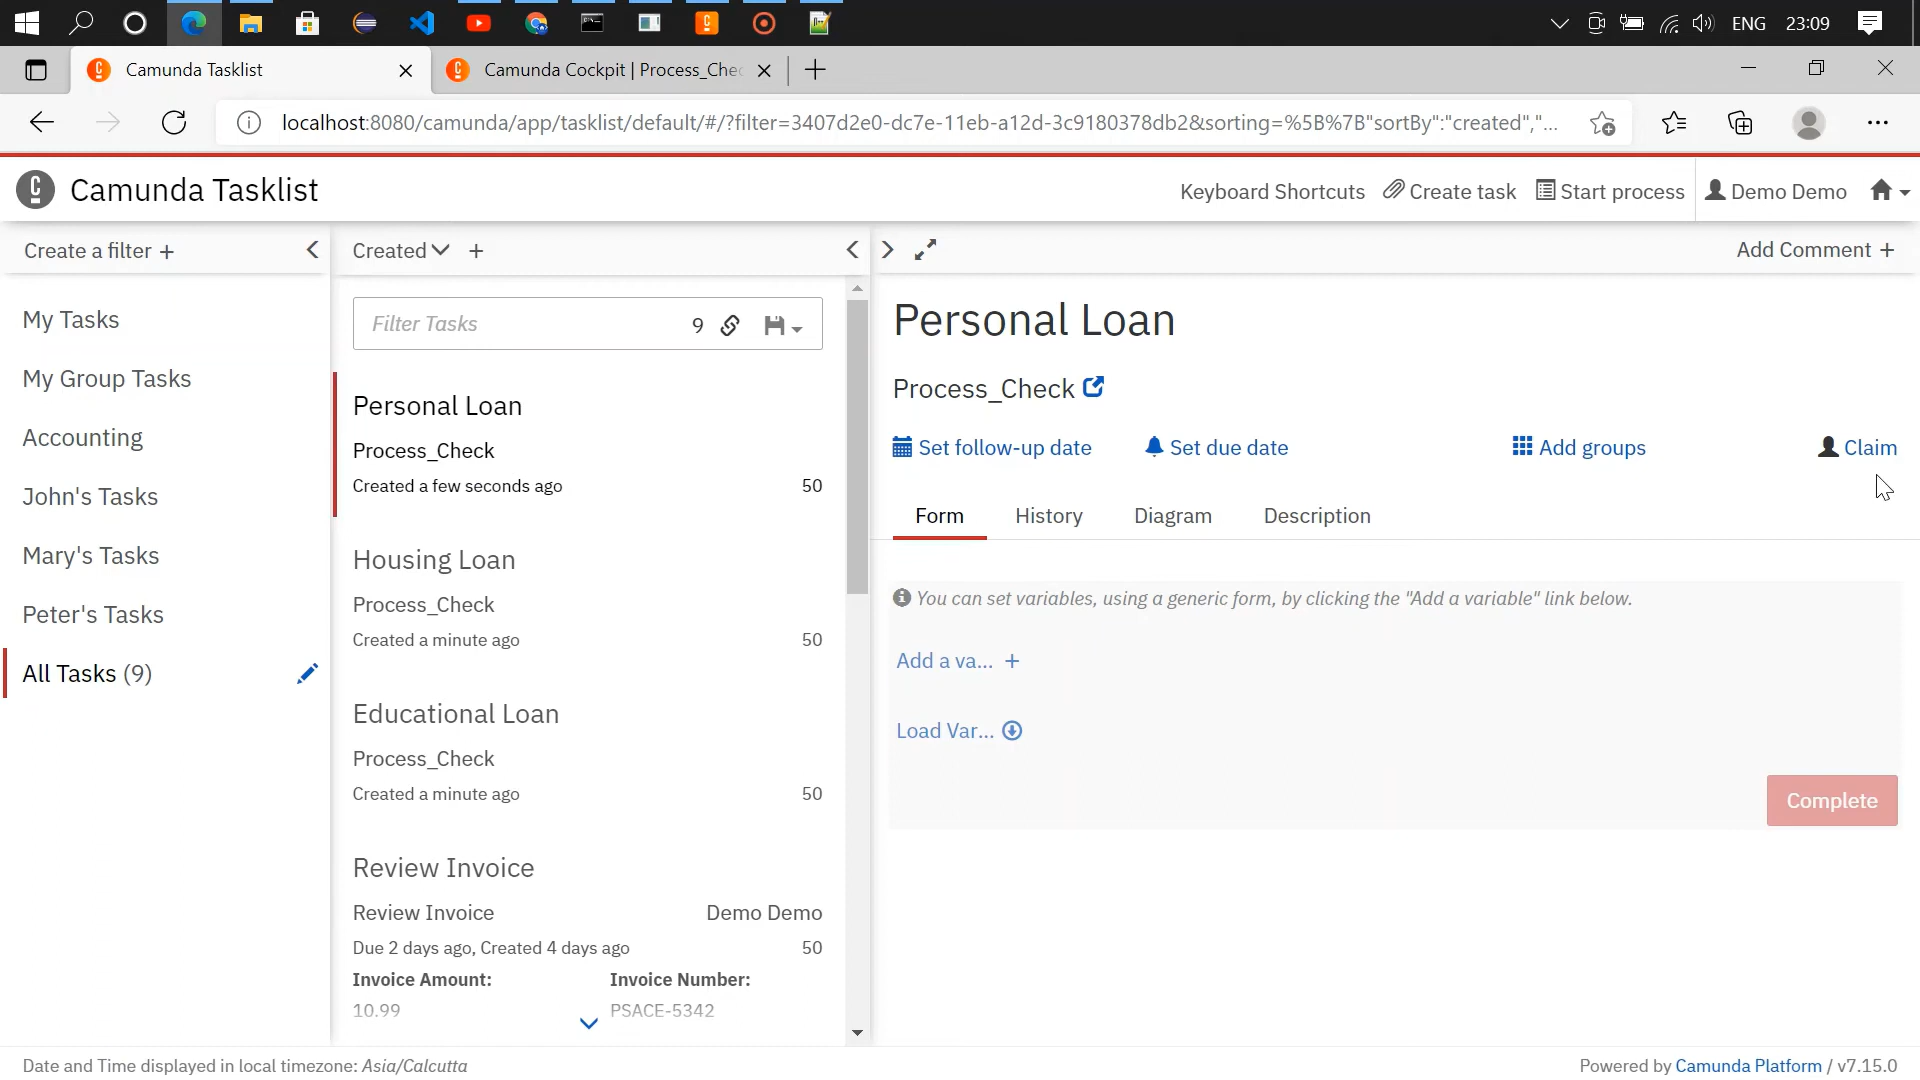 ENG 23:09
Camunda Tasklist
Camunda Cockpit | Process_Chec
localhost:8080/camunda/app/tasklist/default/#/?filter=3407d2e0-dc7e-11eb-a12d-3c9180378db2&sorting=%5B%7B"sortBy":"created","...
Camunda Tasklist
Keyboard Shortcuts Create task Start process Demo Demo
Create a filter +
Created +
Add Comment +
My Tasks
My Group Tasks
Accounting
John's Tasks
Mary's Tasks
Peter's Tasks
All Tasks (9)
Filter Tasks 9
Personal Loan
Process_Check
Created a few seconds ago 50
Housing Loan
Process_Check
Created a minute ago 50
Educational Loan
Process_Check
Created a minute ago 50
Review Invoice
Review Invoice Demo Demo
Due 2 days ago, Created 4 days ago 50
Invoice Amount: Invoice Number:
10.99 PSACE-5342
Personal Loan
Process_Check
Set follow-up date Set due date Add groups Claim
Form History Diagram Description
You can set variables, using a generic form, by clicking the "Add a variable" link below.
Add a va... +
Load Var...
Complete
Date and Time displayed in local timezone: Asia/Calcutta
Powered by Camunda Platform / v7.15.0